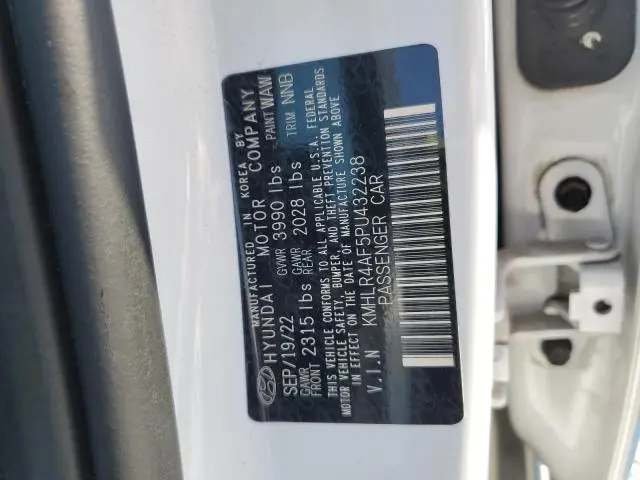 MANUFACTURED IN KOREA BY
HYUNDAI MOTOR COMPANY
SEP/19/22 GVWR 3990 lbs PAINT WAW
GAWR FRONT 2315 lbs GAWR REAR 2028 lbs TRIM NNB
THIS VEHICLE CONFORMS TO ALL APPLICABLE U.S.A. FEDERAL
MOTOR VEHICLE SAFETY, BUMPER, AND THEFT PREVENTION STANDARDS
IN EFFECT ON THE DATE OF MANUFACTURE SHOWN ABOVE
V.I.N KMHLR4AF5PU432238
PASSENGER CAR